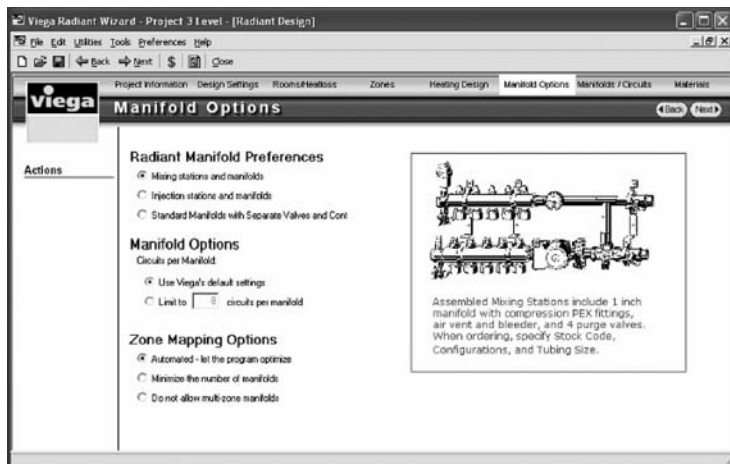 Viega Radiant Wizard - Project 3 Level - [Radiant Design]
File Edit Utilities Tools Preferences Help
Back Next $ Close
Project Information Design Settings Rooms/Heatloss Zones Heating Design Manifold Options Manifolds / Circuits Materials
viega
Manifold Options
Back Next
Actions
Radiant Manifold Preferences
Mixing stations and manifolds
Injection stations and manifolds
Standard Manifolds with Separate Valves and Cont
Manifold Options
Circuits per Manifold:
Use Viega's default settings
Limit to 8 circuits per manifold
Zone Mapping Options
Automated - let the program optimize
Minimize the number of manifolds
Do not allow multi-zone manifolds
Assembled Mixing Stations include 1 inch
manifold with compression PEX fittings,
air vent and bleeder, and 4 purge valves.
When ordering, specify Stock Code,
Configurations, and Tubing Size.